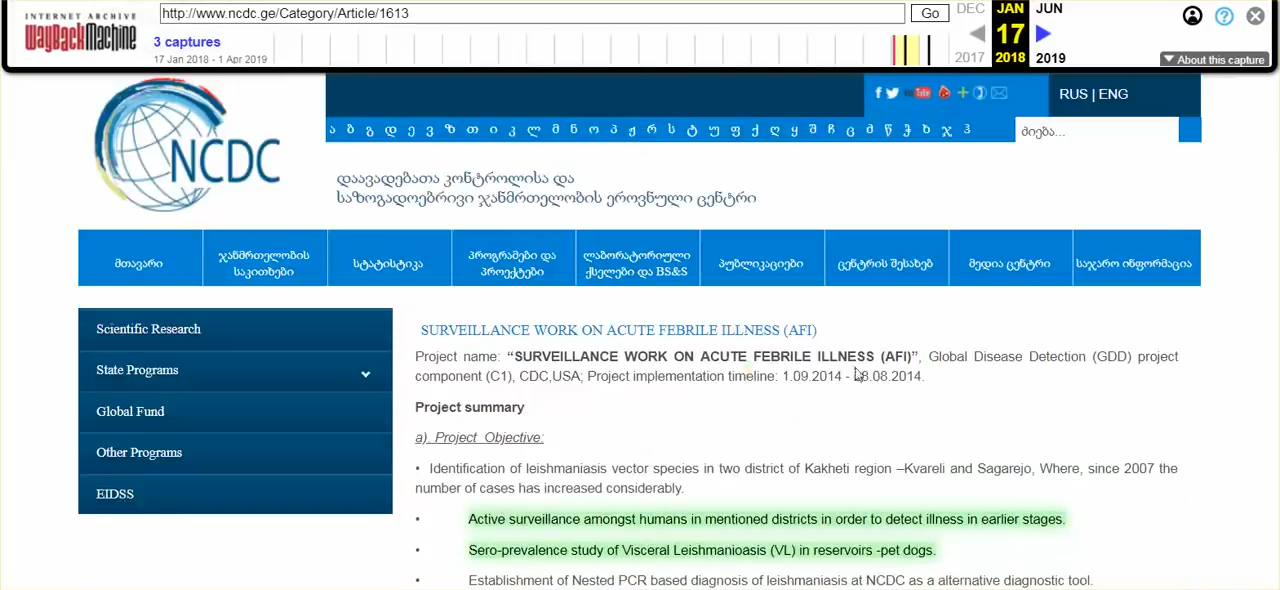 INTERNET ARCHIVE
WayBackMachine
http://www.ncdc.ge/Category/Article/1613
Go
DEC
JAN
JUN
3 captures
17
17 Jan 2018 - 1 Apr 2019
2017
2018
2019
About this capture
NCDC
RUS | ENG
ა ბ გ დ ე ვ ზ თ ი კ ლ მ ნ ო პ ჟ რ ს ტ უ ფ ქ ღ ყ შ ჩ ც ძ წ ჭ ხ ჯ ჰ
ძიება...
დაავადებათა კონტროლისა და
საზოგადოებრივი ჯანმრთელობის ეროვნული ცენტრი
მთავარი
ჯანმრთელობის
საკითხები
სტატისტიკა
პროგრამები და
პროექტები
ლაბორატორიული
ქსელები და BS&S
პუბლიკაციები
ცენტრის შესახებ
მედია ცენტრი
საჯარო ინფორმაცია
Scientific Research
State Programs
Global Fund
Other Programs
EIDSS
SURVEILLANCE WORK ON ACUTE FEBRILE ILLNESS (AFI)
Project name: “SURVEILLANCE WORK ON ACUTE FEBRILE ILLNESS (AFI)”, Global Disease Detection (GDD) project
component (C1), CDC,USA; Project implementation timeline: 1.09.2014 - 8.08.2014.
Project summary
a). Project Objective:
• Identification of leishmaniasis vector species in two district of Kakheti region –Kvareli and Sagarejo, Where, since 2007 the
number of cases has increased considerably.
• Active surveillance amongst humans in mentioned districts in order to detect illness in earlier stages.
• Sero-prevalence study of Visceral Leishmanioasis (VL) in reservoirs -pet dogs.
• Establishment of Nested PCR based diagnosis of leishmaniasis at NCDC as a alternative diagnostic tool.